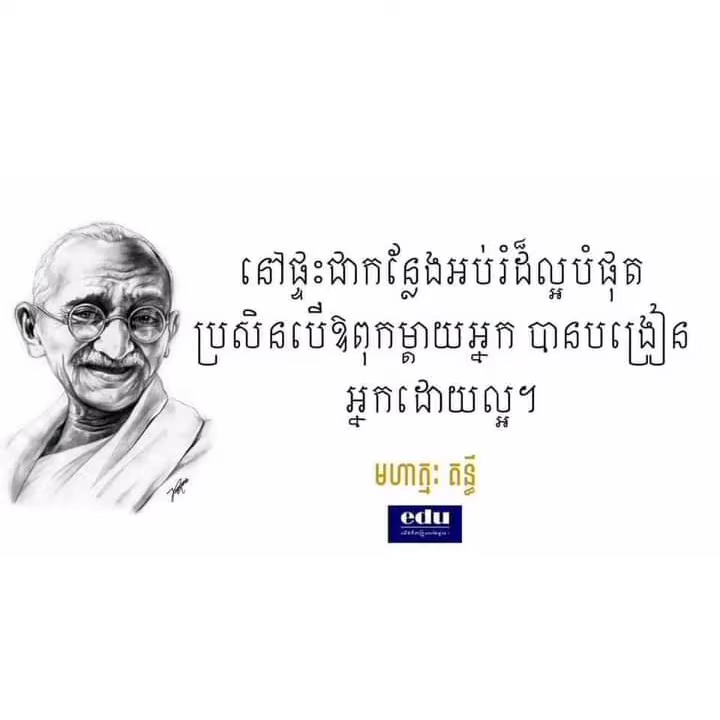 នៅផ្ទះជាកន្លែងអប់រំដ៏ល្អបំផុត
ប្រសិនបើឱពុកម្តាយអ្នក បានបង្រៀន
អ្នកដោយល្អ។
មហាត្មៈ គន្ធី
edu